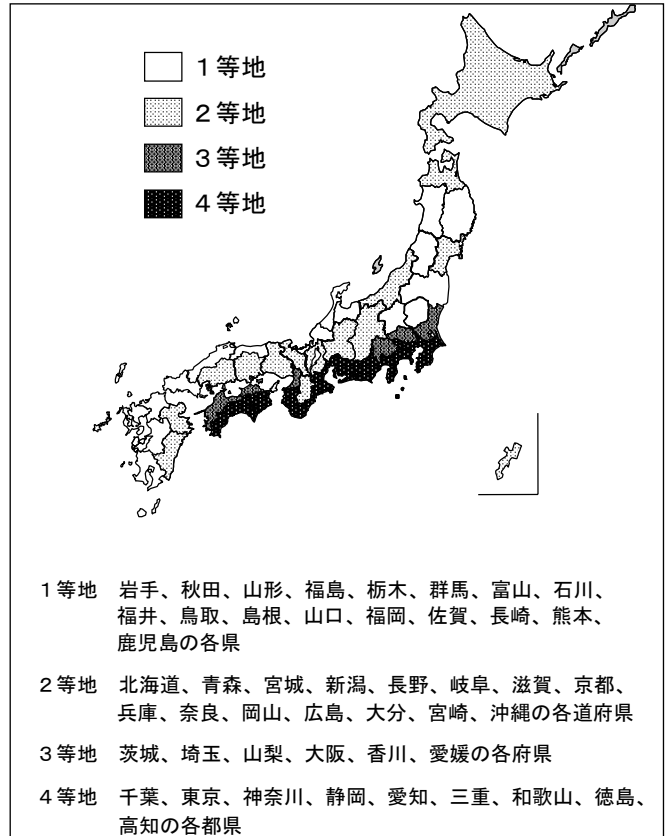 1等地
2等地
3等地
4等地
1等地 岩手、秋田、山形、福島、栃木、群馬、富山、石川、
福井、鳥取、島根、山口、福岡、佐賀、長崎、熊本、
鹿児島の各県
2等地 北海道、青森、宮城、新潟、長野、岐阜、滋賀、京都、
兵庫、奈良、岡山、広島、大分、宮崎、沖縄の各道府県
3等地 茨城、埼玉、山梨、大阪、香川、愛媛の各府県
4等地 千葉、東京、神奈川、静岡、愛知、三重、和歌山、徳島、
高知の各都県